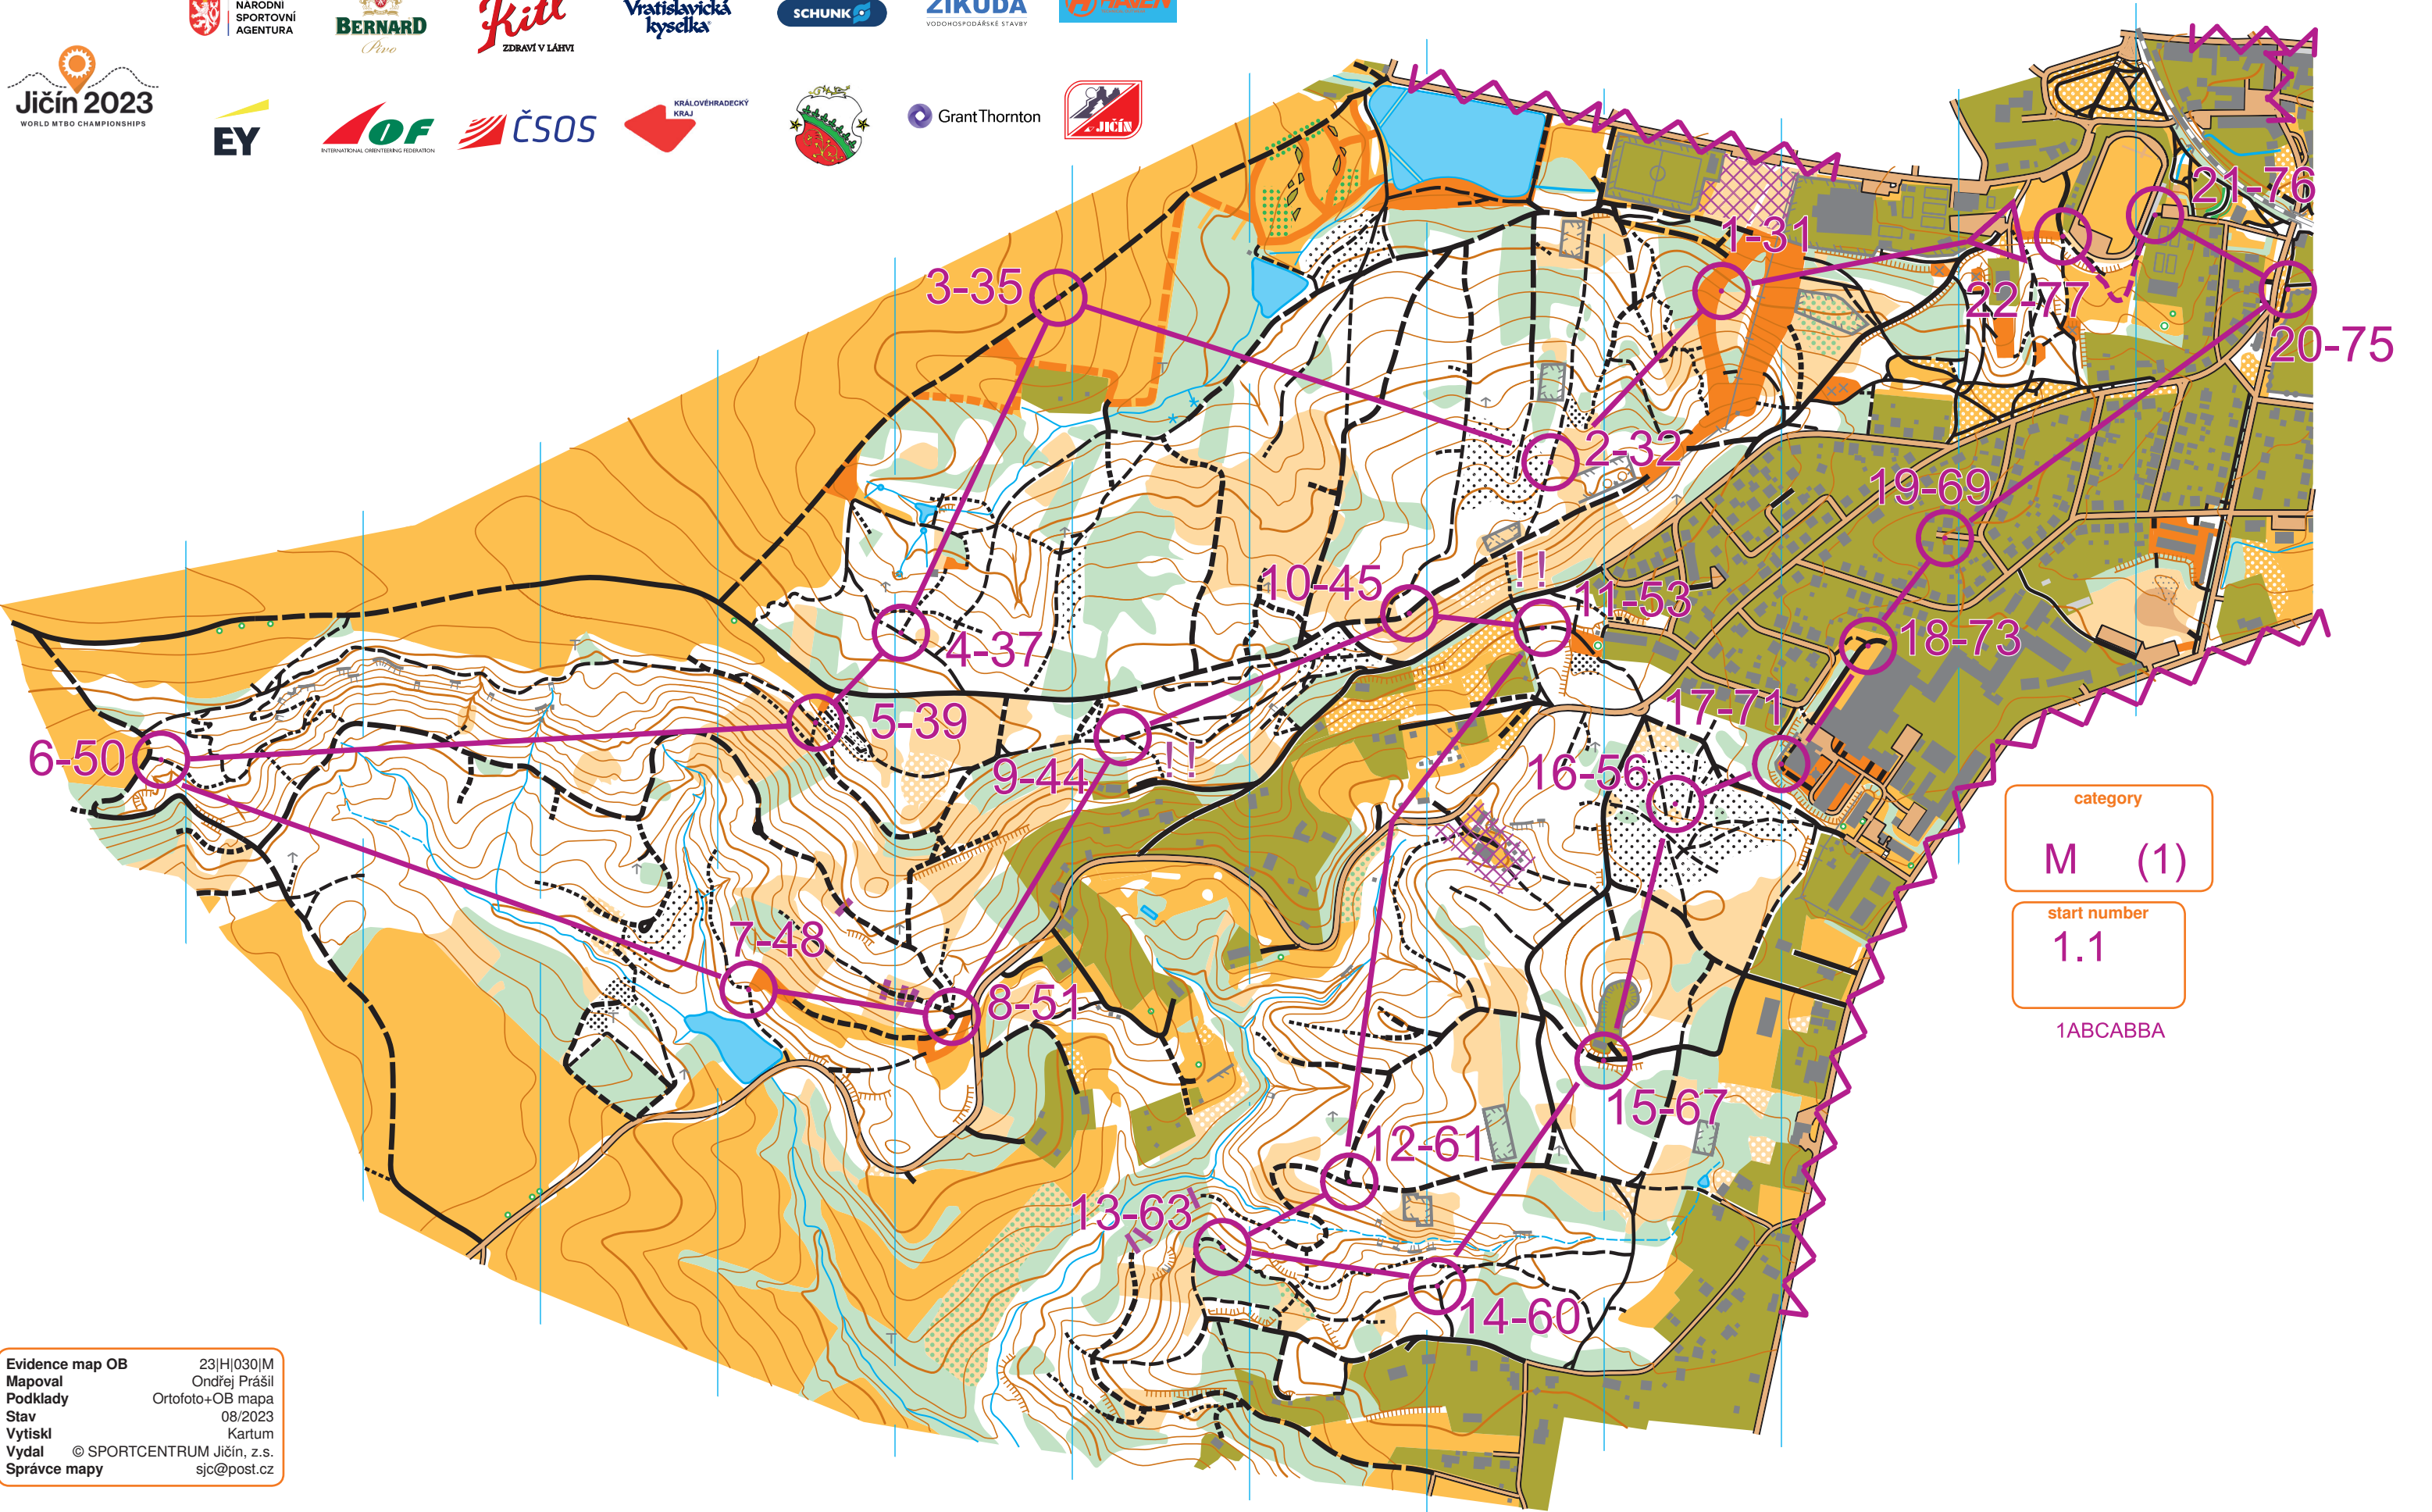 NÁRODNÍ
SPORTOVNÍ
AGENTURA
BERNARD
Pivo
Kitl
ZDRAVÍ V LÁHVI
Vratislavická
kyselka
SCHUNK
ZIKUDA
VODOHOSPODÁŘSKÉ STAVBY
HAVEN
Jičín 2023
WORLD MTBO CHAMPIONSHIPS
EY
IOF
INTERNATIONAL ORIENTEERING FEDERATION
ČSOS
KRÁLOVÉHRADECKÝ
KRAJ
GrantThornton
JIČÍN
21-76
1-31
3-35
22-77
20-75
2-32
19-69
!!
10-45
11-53
4-37
18-73
17-71
5-39
6-50
9-44
!!
16-56
category
M (1)
7-48
start number
1.1
8-51
1ABCABBA
15-67
12-61
13-63
14-60
Evidence map OB 23|H|030|M
Mapoval Ondřej Prášil
Podklady Ortofoto+OB mapa
Stav 08/2023
Vytiskl Kartum
Vydal © SPORTCENTRUM Jičín, z.s.
Správce mapy sjc@post.cz